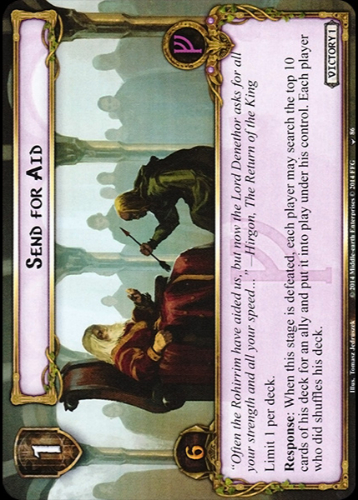 SEND FOR AID
1
6
"Often the Rohirrim have aided us, but now the Lord Denethor asks for all
your strength and all your speed..." —Hirgon, The Return of the King
Limit 1 per deck.
Response: When this stage is defeated, each player may search the top 10
cards of his deck for an ally and put it into play under his control. Each player
who did shuffles his deck.
VICTORY 1
Illus. Tomasz Jedruszek
© 2014 Middle-earth Enterprises © 2014 FFG
86